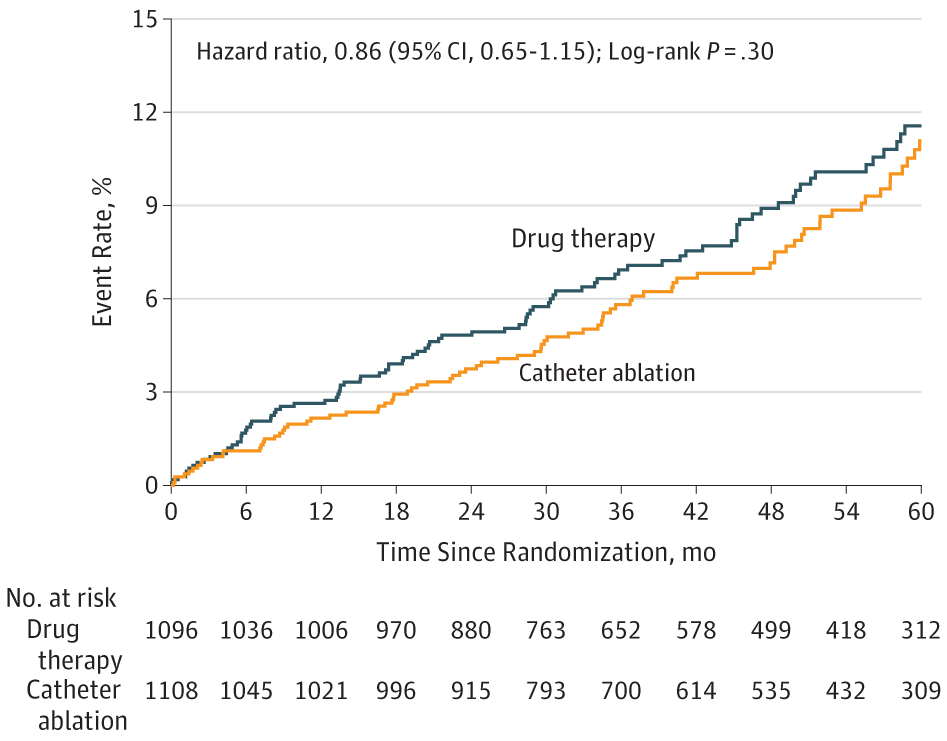 15
Hazard ratio, 0.86 (95% CI, 0.65-1.15); Log-rank P = .30
12
9
Drug therapy
Event Rate, %
6
Catheter ablation
3
0
0 6 12 18 24 30 36 42 48 54 60
Time Since Randomization, mo
No. at risk
Drug 1096 1036 1006 970 880 763 652 578 499 418 312
therapy
Catheter 1108 1045 1021 996 915 793 700 614 535 432 309
ablation